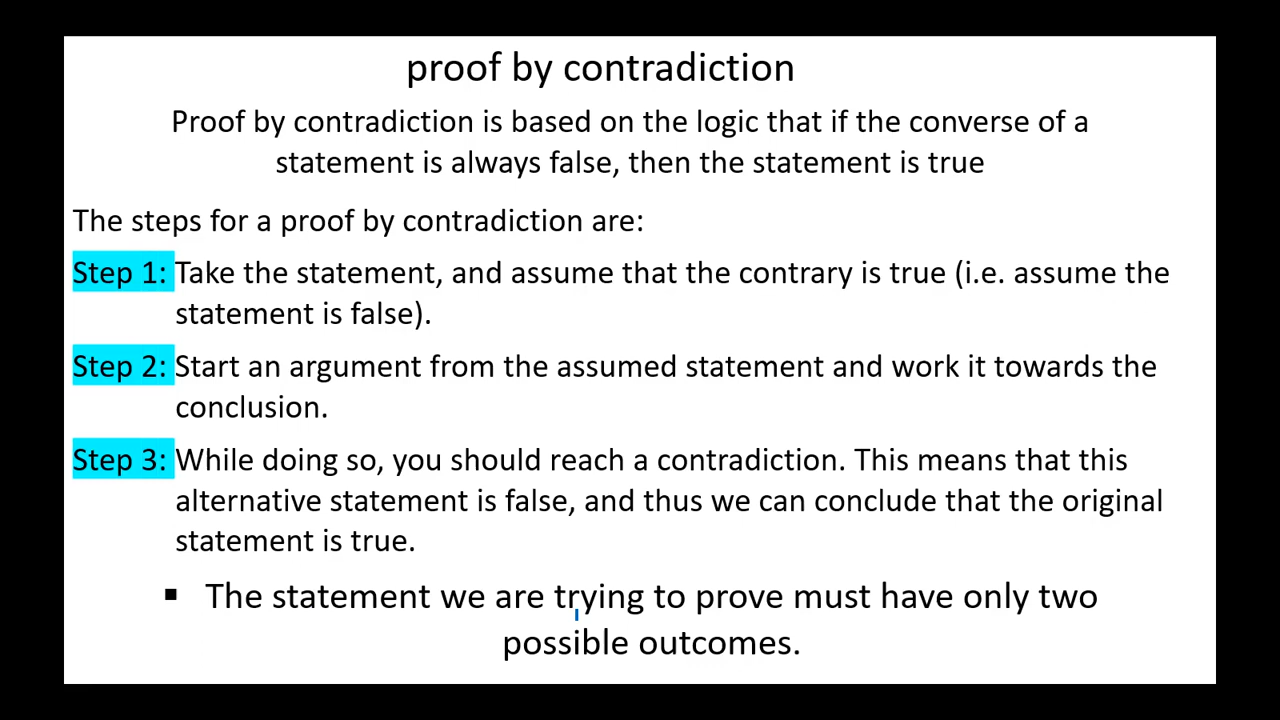 proof by contradiction
Proof by contradiction is based on the logic that if the converse of a
statement is always false, then the statement is true
The steps for a proof by contradiction are:
Step 1: Take the statement, and assume that the contrary is true (i.e. assume the
statement is false).
Step 2: Start an argument from the assumed statement and work it towards the
conclusion.
Step 3: While doing so, you should reach a contradiction. This means that this
alternative statement is false, and thus we can conclude that the original
statement is true.
▪ The statement we are trying to prove must have only two
possible outcomes.